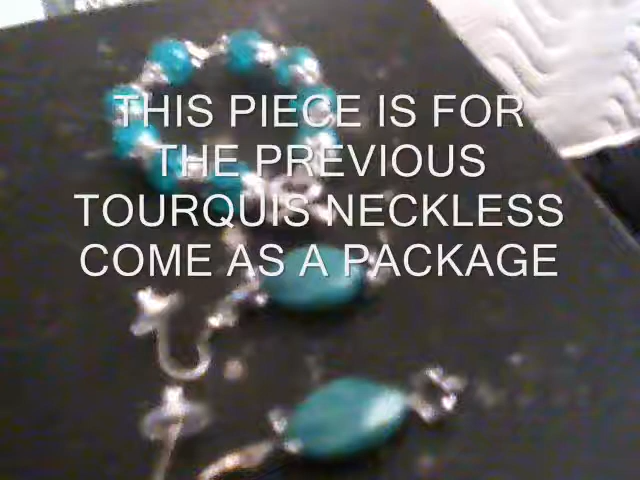 THIS PIECE IS FOR
THE PREVIOUS
TOURQUIS NECKLESS
COME AS A PACKAGE